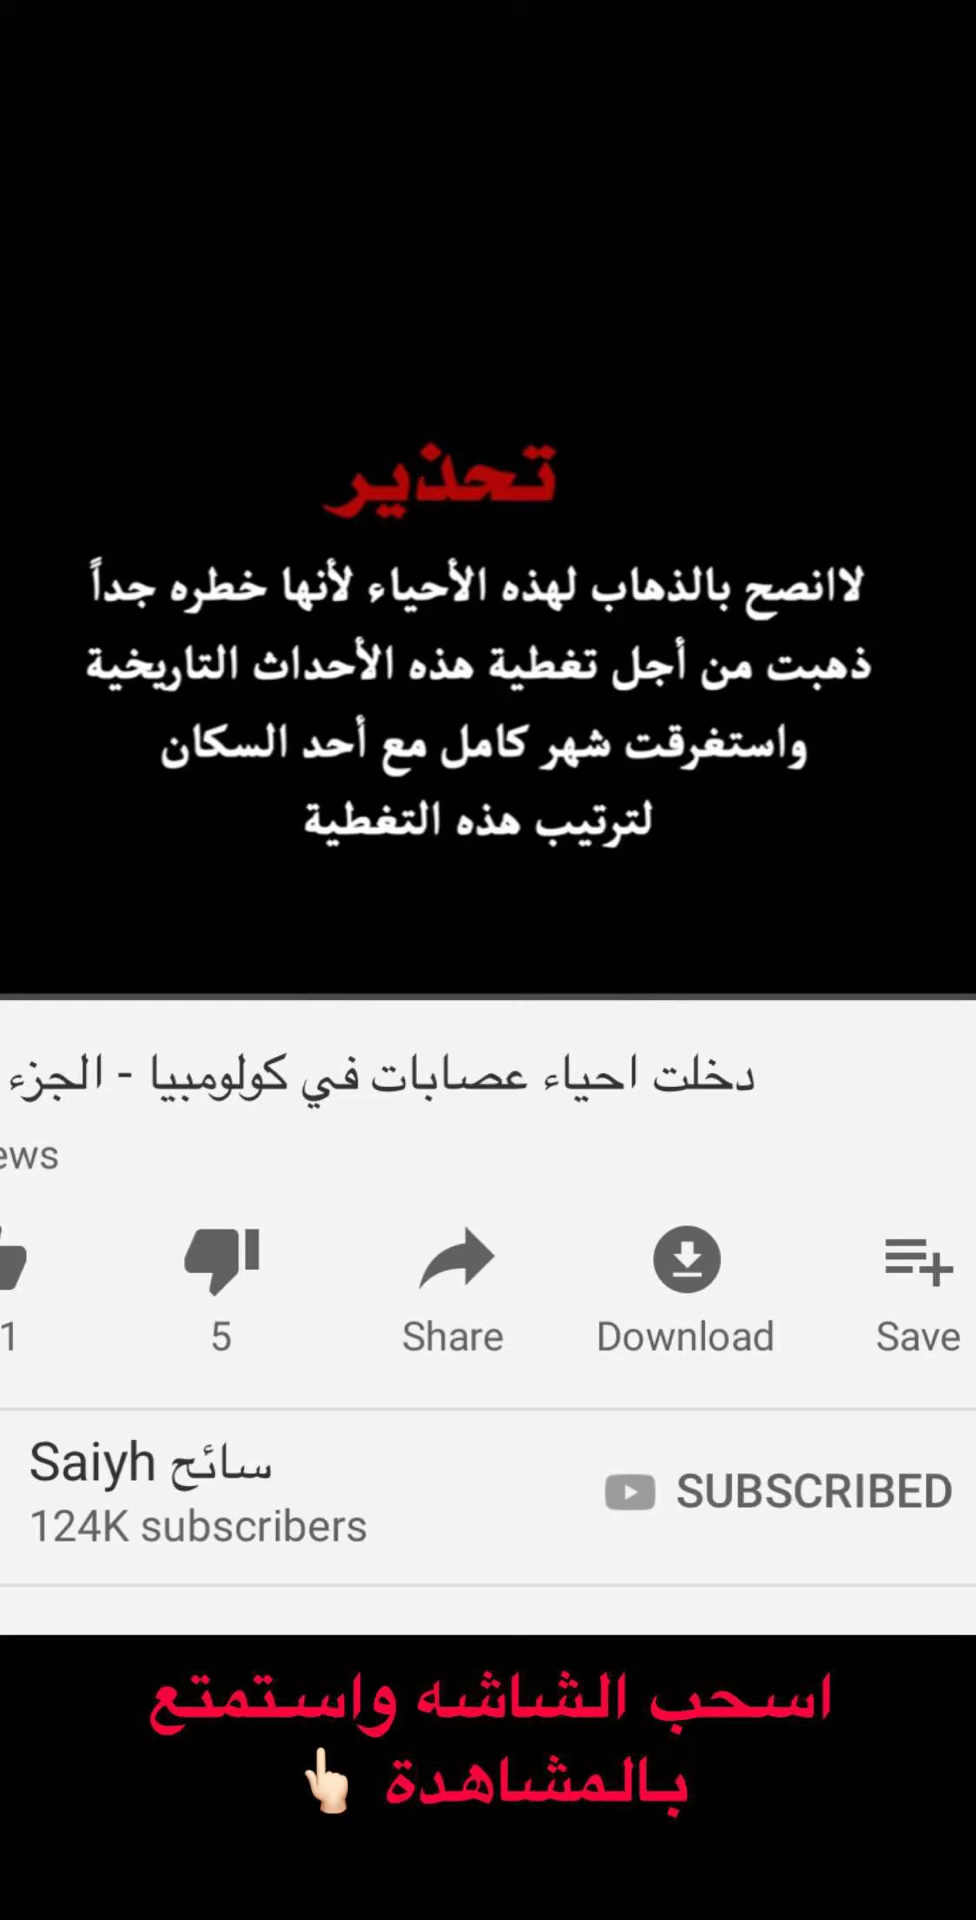 تحذير
لاانصح بالذهاب لهذه الأحياء لأنها خطره جداً
ذهبت من أجل تغطية هذه الأحداث التاريخية
واستغرقت شهر كامل مع أحد السكان
لترتيب هذه التغطية
دخلت احياء عصابات في كولومبيا - الجزء
ews
1
5
Share
Download
Save
Saiyh سائح
SUBSCRIBED
124K subscribers
اسحب الشاشه واستمتع
بالمشاهدة 👆🏻